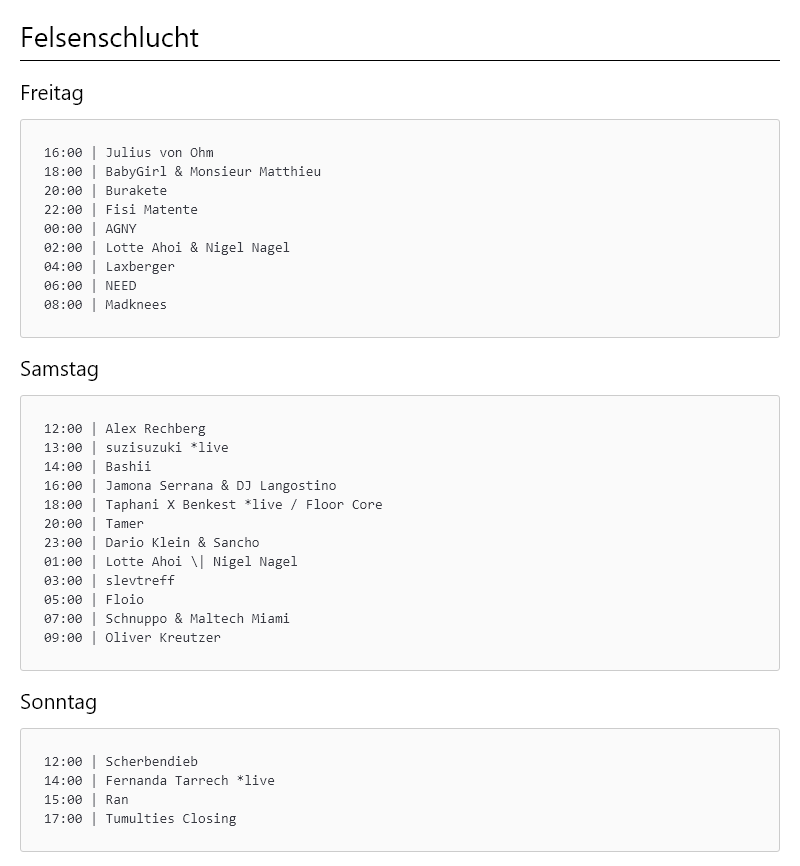 Felsenschlucht
Freitag
16:00 | Julius von Ohm
18:00 | BabyGirl & Monsieur Matthieu
20:00 | Burakete
22:00 | Fisi Matente
00:00 | AGNY
02:00 | Lotte Ahoi & Nigel Nagel
04:00 | Laxberger
06:00 | NEED
08:00 | Madknees
Samstag
12:00 | Alex Rechberg
13:00 | suzisuzuki *live
14:00 | Bashii
16:00 | Jamona Serrana & DJ Langostino
18:00 | Taphani X Benkest *live / Floor Core
20:00 | Tamer
23:00 | Dario Klein & Sancho
01:00 | Lotte Ahoi \| Nigel Nagel
03:00 | slevtreff
05:00 | Floio
07:00 | Schnuppo & Maltech Miami
09:00 | Oliver Kreutzer
Sonntag
12:00 | Scherbendieb
14:00 | Fernanda Tarrech *live
15:00 | Ran
17:00 | Tumulties Closing